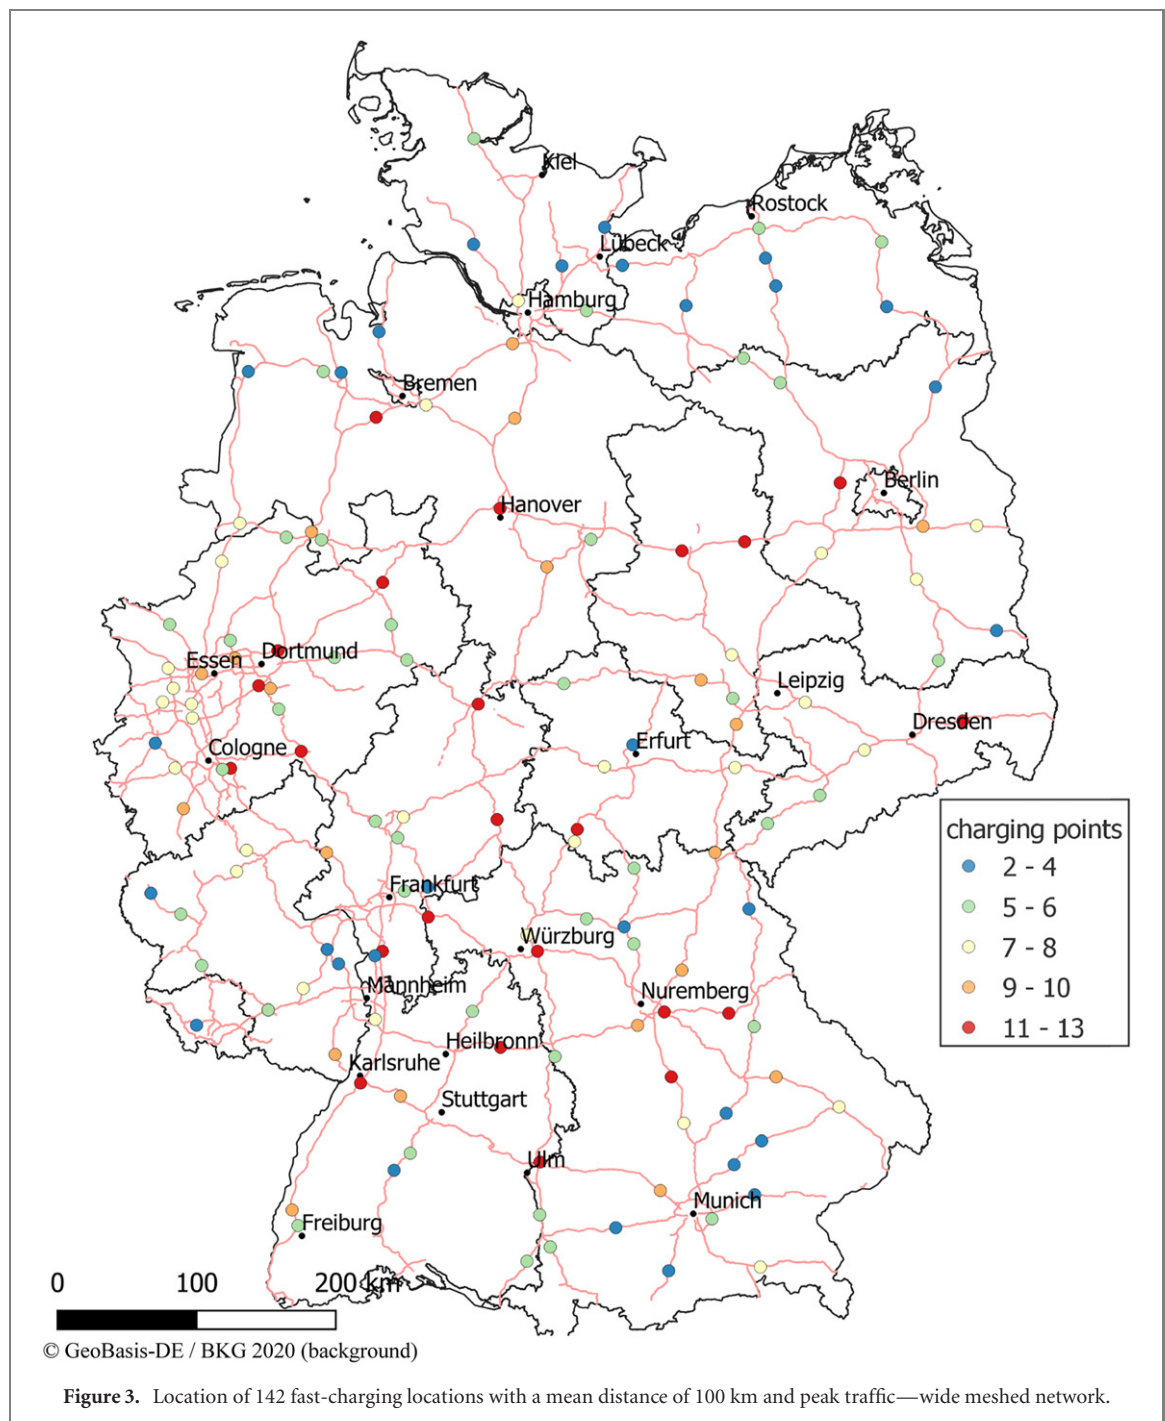 Kiel
Rostock
Lübeck
Hamburg
Bremen
Berlin
Hanover
Dortmund
Essen
Leipzig
Dresden
Cologne
Erfurt
charging points
2 - 4
5 - 6
7 - 8
9 - 10
11 - 13
Frankfurt
Würzburg
Mannheim
Nuremberg
Heilbronn
Karlsruhe
Stuttgart
Ulm
Munich
Freiburg
0 100 200 km
© GeoBasis-DE / BKG 2020 (background)
Figure 3. Location of 142 fast-charging locations with a mean distance of 100 km and peak traffic—wide meshed network.